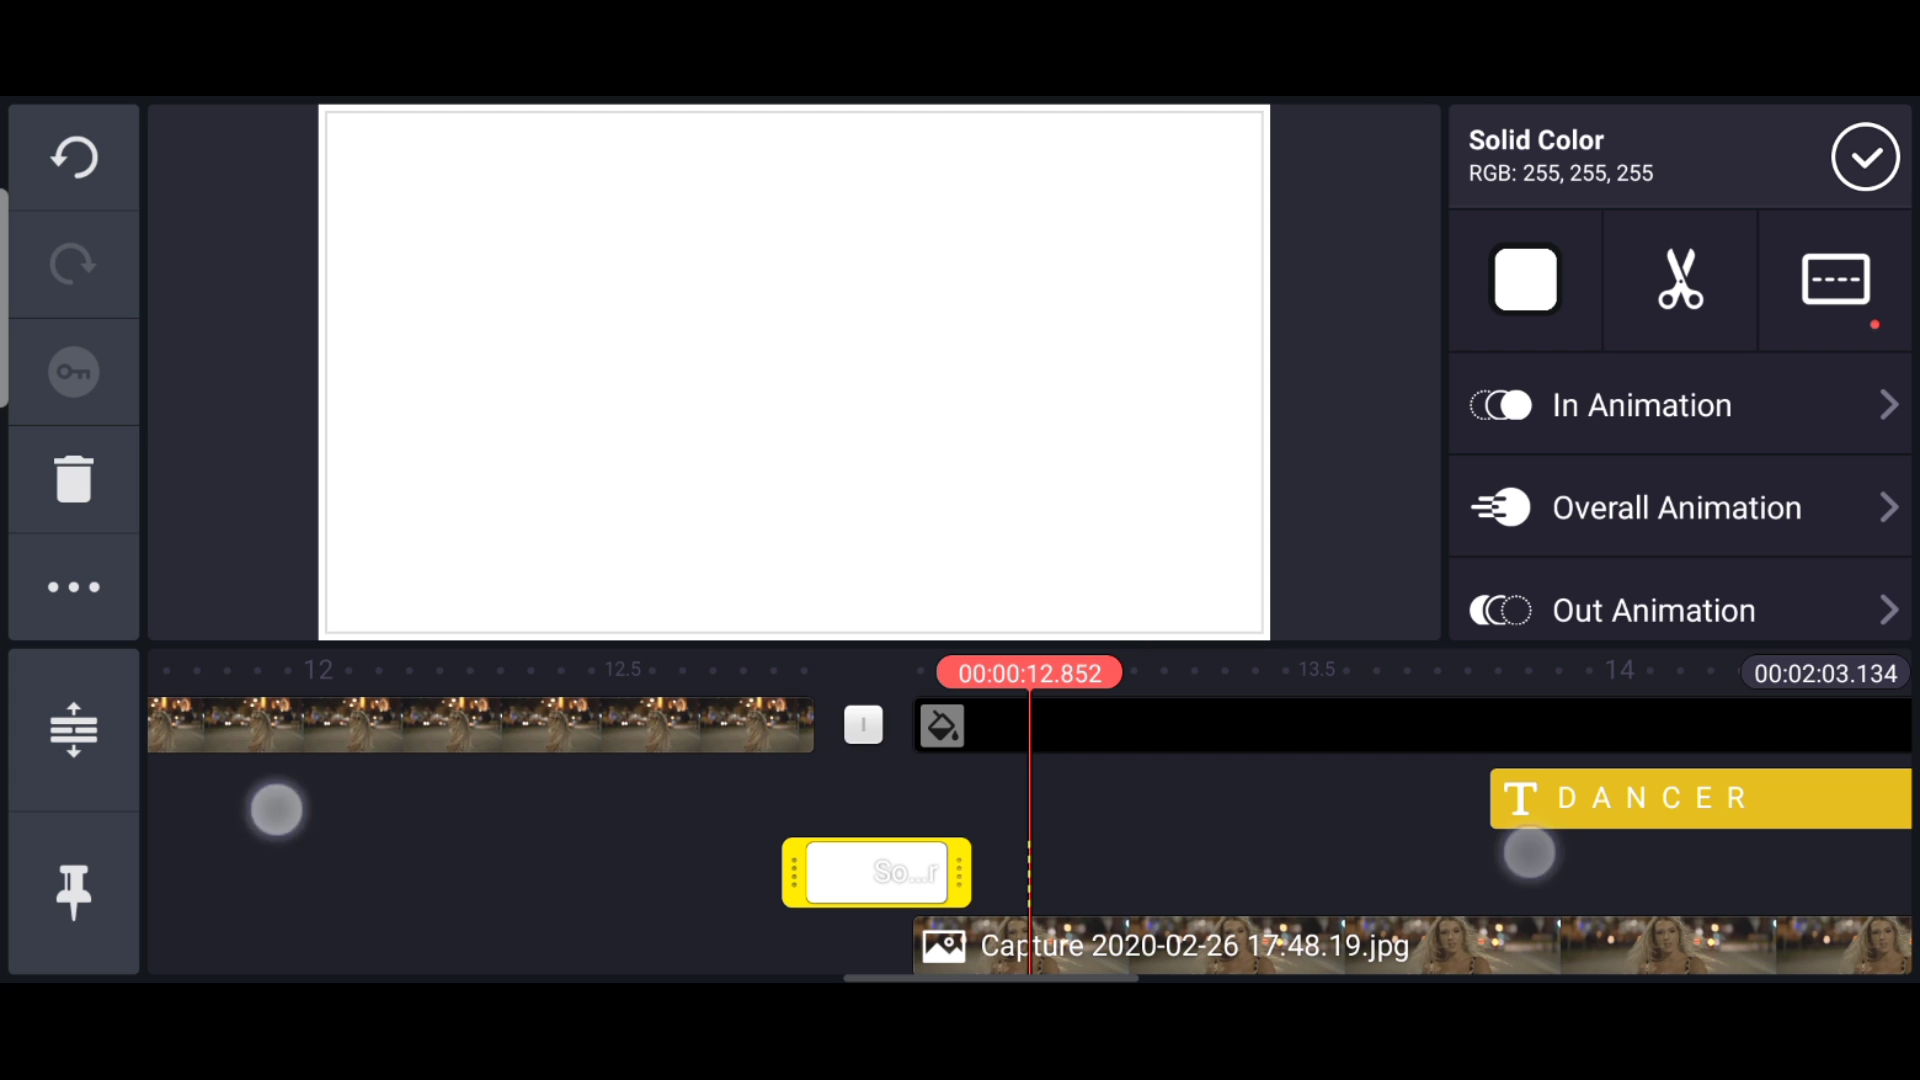 Solid Color
RGB: 255, 255, 255
In Animation
Overall Animation
Out Animation
12
12.5
00:00:12.852
13.5
14
00:02:03.134
T DANCER
So...r
Capture 2020-02-26 17:48.19.jpg